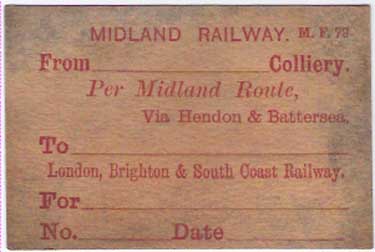 MIDLAND RAILWAY. M. F. 79
From Colliery.
Per Midland Route,
Via Hendon & Battersea,
To
London, Brighton & South Coast Railway.
For
No. Date